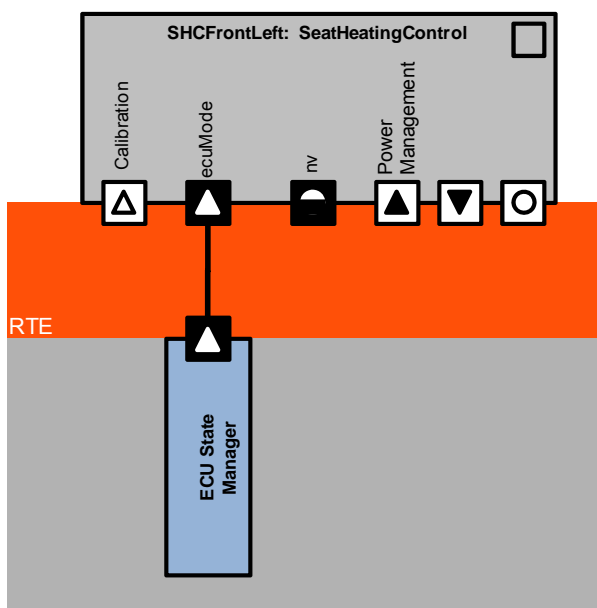 SHCFrontLeft: SeatHeatingControl
Calibration
ecuMode
nv
Power
Management
RTE
ECU State
Manager